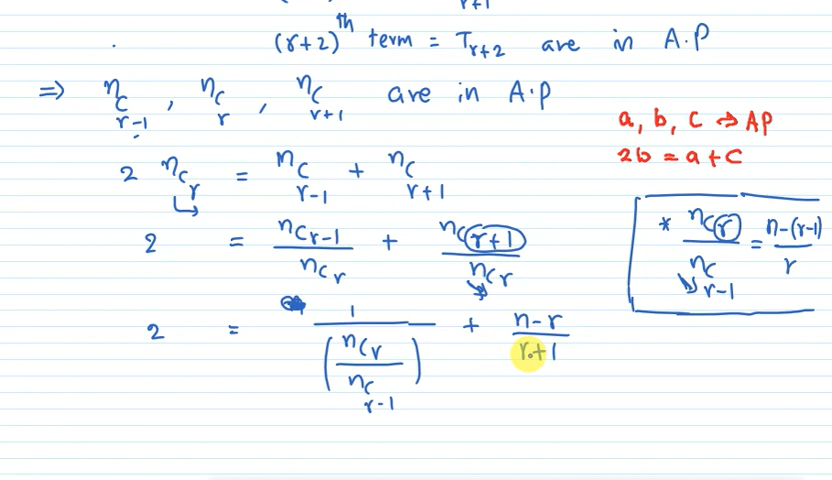 r+1
(r+2)th term = Tr+2 are in A.P
⇒ nCr-1 , nCr , nCr+1 are in A.P
a, b, c → AP
2b = a + c
2 nCr = nCr-1 + nCr+1
2 = nCr-1/nCr + nCr+1/nCr
* nCr/nCr-1 = n-(r-1)/r
2 = 1/(nCr/nCr-1) + n-r/r+1